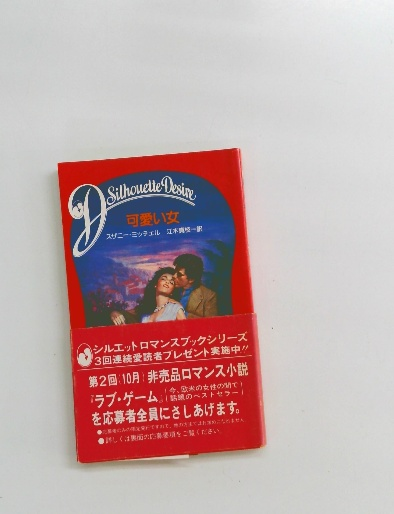 Silhouette Desire
可愛い女
スザニー・ミッチェル 江本真根一訳
シルエットロマンスブックシリーズ
3回連続愛読者プレゼント実施中!!
第2回(10月)非売品ロマンス小説
『ラブ・ゲーム』(今、欧米の女性の間で話題のベストセラー)
を応募者全員にさしあげます。
●詳しくは裏面の応募要項をご覧ください。